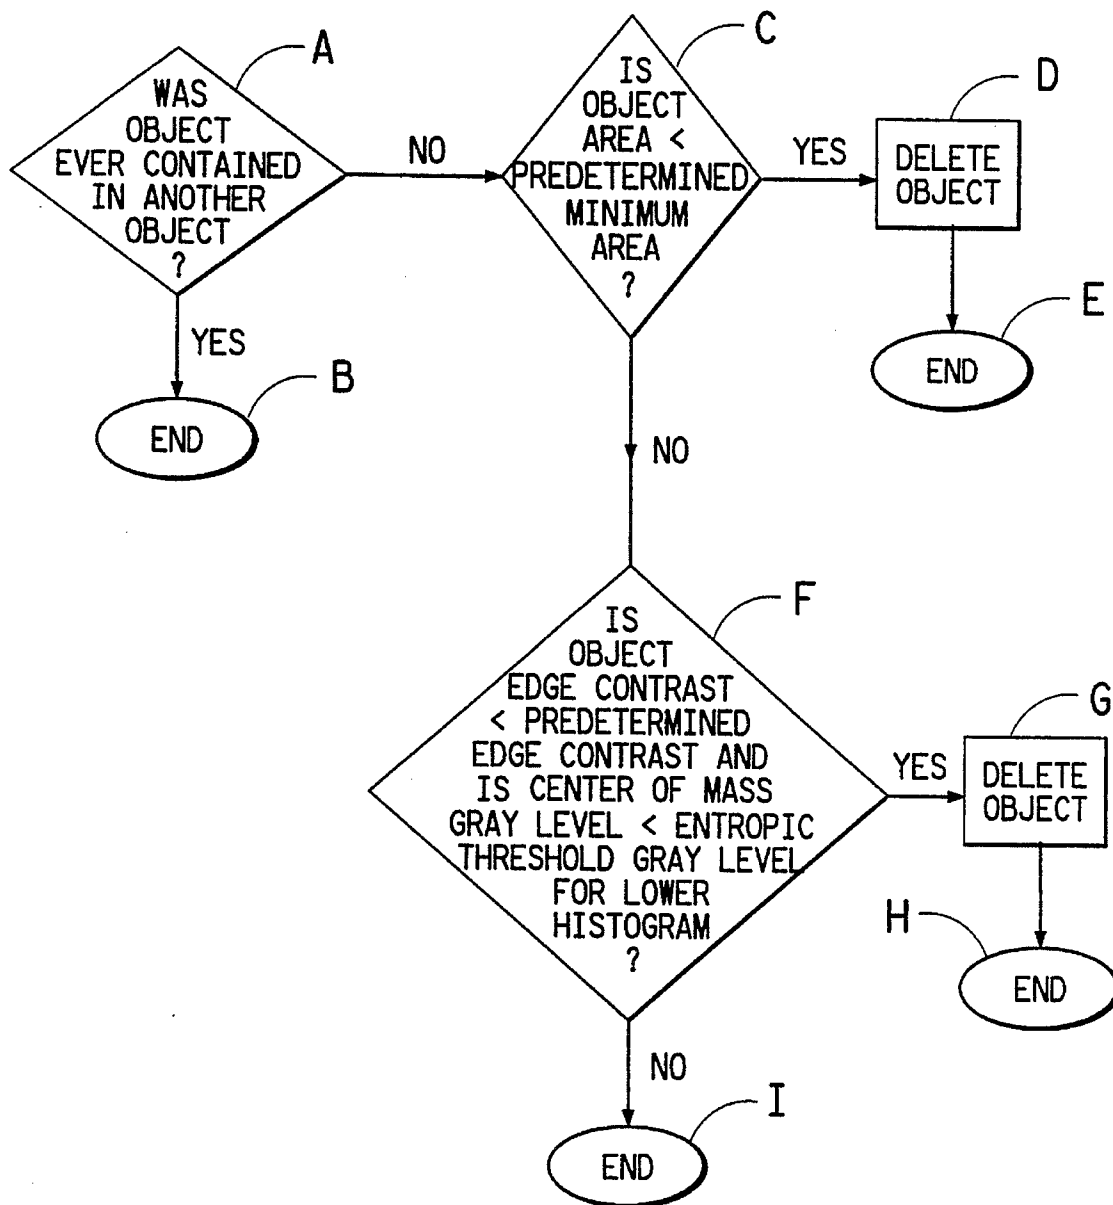 A
WAS
OBJECT
EVER CONTAINED
IN ANOTHER
OBJECT
?
NO
YES
B
END
C
IS
OBJECT
AREA <
PREDETERMINED
MINIMUM
AREA
?
YES
D
DELETE
OBJECT
E
END
NO
F
IS
OBJECT
EDGE CONTRAST
< PREDETERMINED
EDGE CONTRAST AND
IS CENTER OF MASS
GRAY LEVEL < ENTROPIC
THRESHOLD GRAY LEVEL
FOR LOWER
HISTOGRAM
?
YES
G
DELETE
OBJECT
H
END
NO
I
END